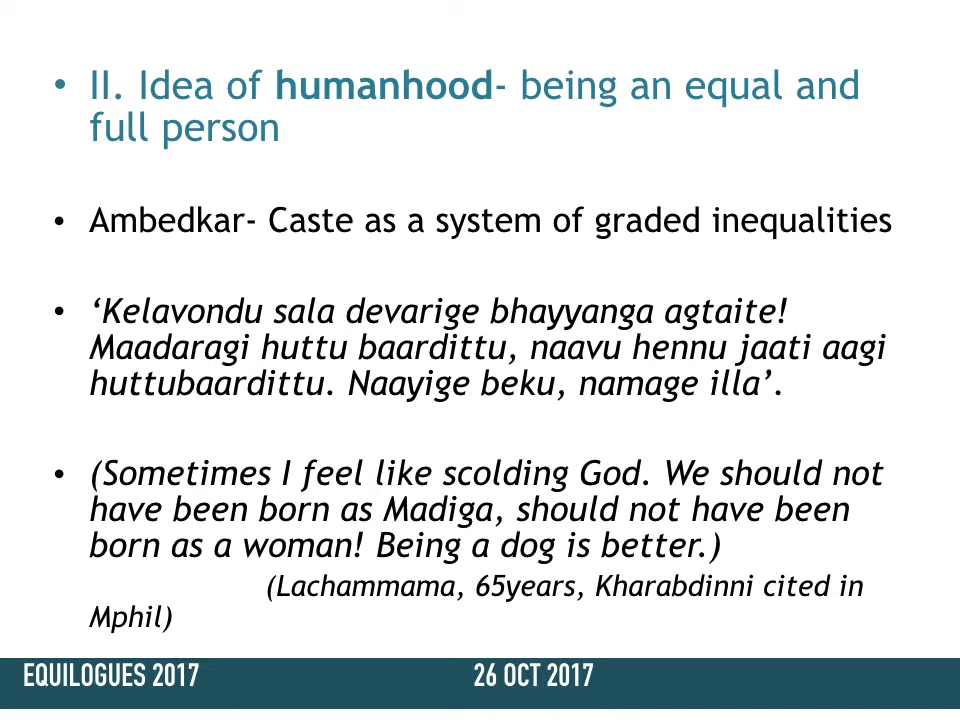 • II. Idea of humanhood- being an equal and
full person
• Ambedkar- Caste as a system of graded inequalities
• ‘Kelavondu sala devarige bhayyanga agtaite!
Maadaragi huttu baardittu, naavu hennu jaati aagi
huttubaardittu. Naayige beku, namage illa’.
• (Sometimes I feel like scolding God. We should not
have been born as Madiga, should not have been
born as a woman! Being a dog is better.)
(Lachammama, 65years, Kharabdinni cited in
Mphil)
EQUILOGUES 2017 26 OCT 2017